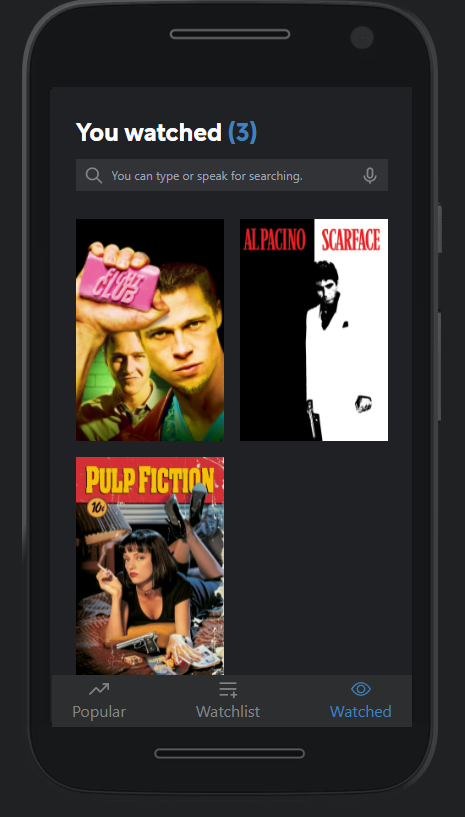 You watched (3)
You can type or speak for searching.
FIGHT
CLUB
AL PACINO SCARFACE
PULP FICTION
10¢
Popular Watchlist Watched